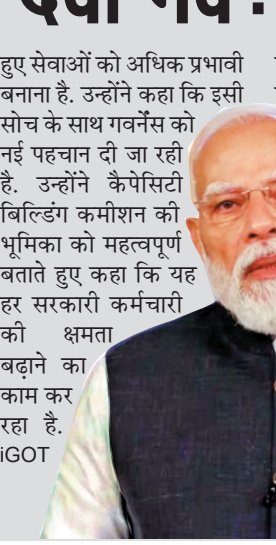 हुए सेवाओं को अधिक प्रभावी
बनाना है. उन्होंने कहा कि इसी
सोच के साथ गवर्नेंस को
नई पहचान दी जा रही
है. उन्होंने कैपेसिटी
बिल्डिंग कमीशन की
भूमिका को महत्वपूर्ण
बताते हुए कहा कि यह
हर सरकारी कर्मचारी
की क्षमता
बढ़ाने का
काम कर
रहा है.
iGOT